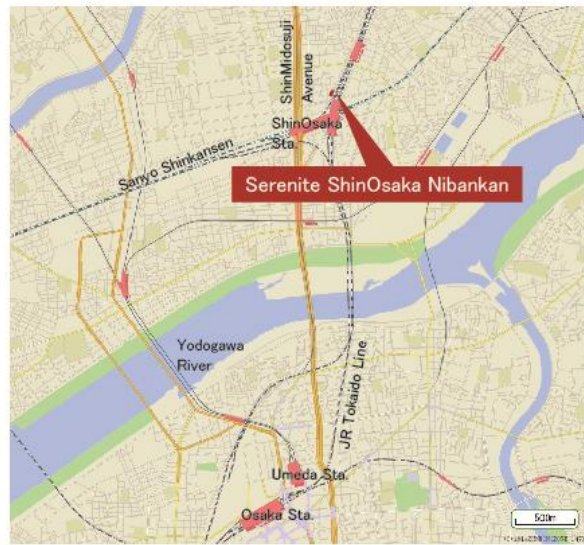 ShinMidosuji
Avenue
ShinOsaka
Sta.
Sanyo Shinkansen
Serenite ShinOsaka Nibankan
Yodogawa
River
JR Tokaido Line
Umeda Sta.
Osaka Sta.
500m